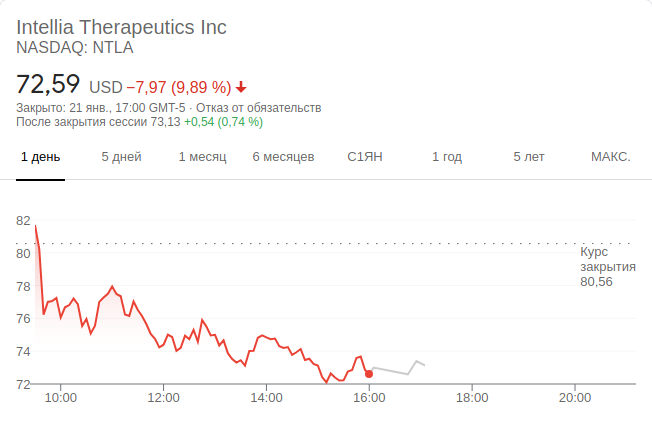 Intellia Therapeutics Inc
NASDAQ: NTLA
72,59 USD −7,97 (9,89 %)
Закрыто: 21 янв., 17:00 GMT-5 · Отказ от обязательств
После закрытия сессии 73,13 +0,54 (0,74 %)
1 день 5 дней 1 месяц 6 месяцев С1ЯН 1 год 5 лет МАКС.
82
80
78
76
74
72
Курс
закрытия
80,56
10:00 12:00 14:00 16:00 18:00 20:00